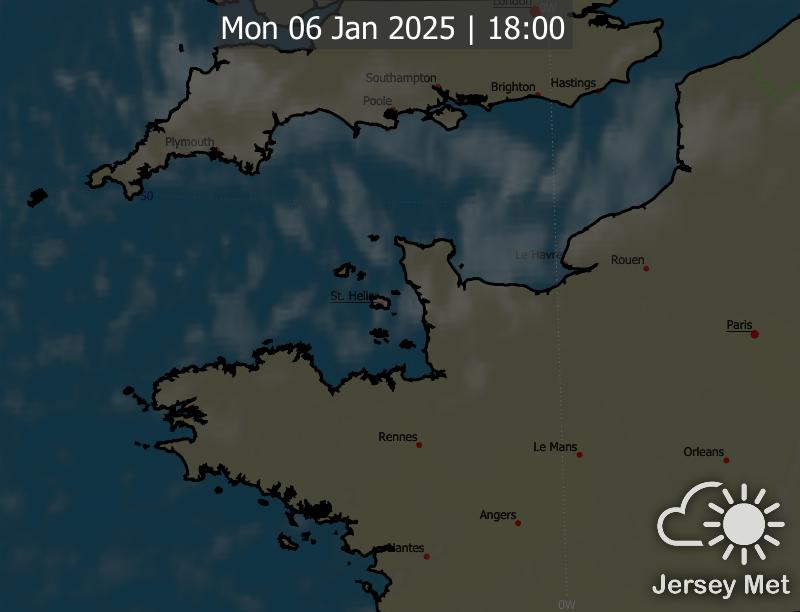 Mon 06 Jan 2025 | 18:00
London
0W
Southampton
Brighton
Hastings
Poole
Plymouth
50
Le Havre
Rouen
St. Helier
Paris
Rennes
Le Mans
Orleans
Angers
Nantes
0W
Jersey Met